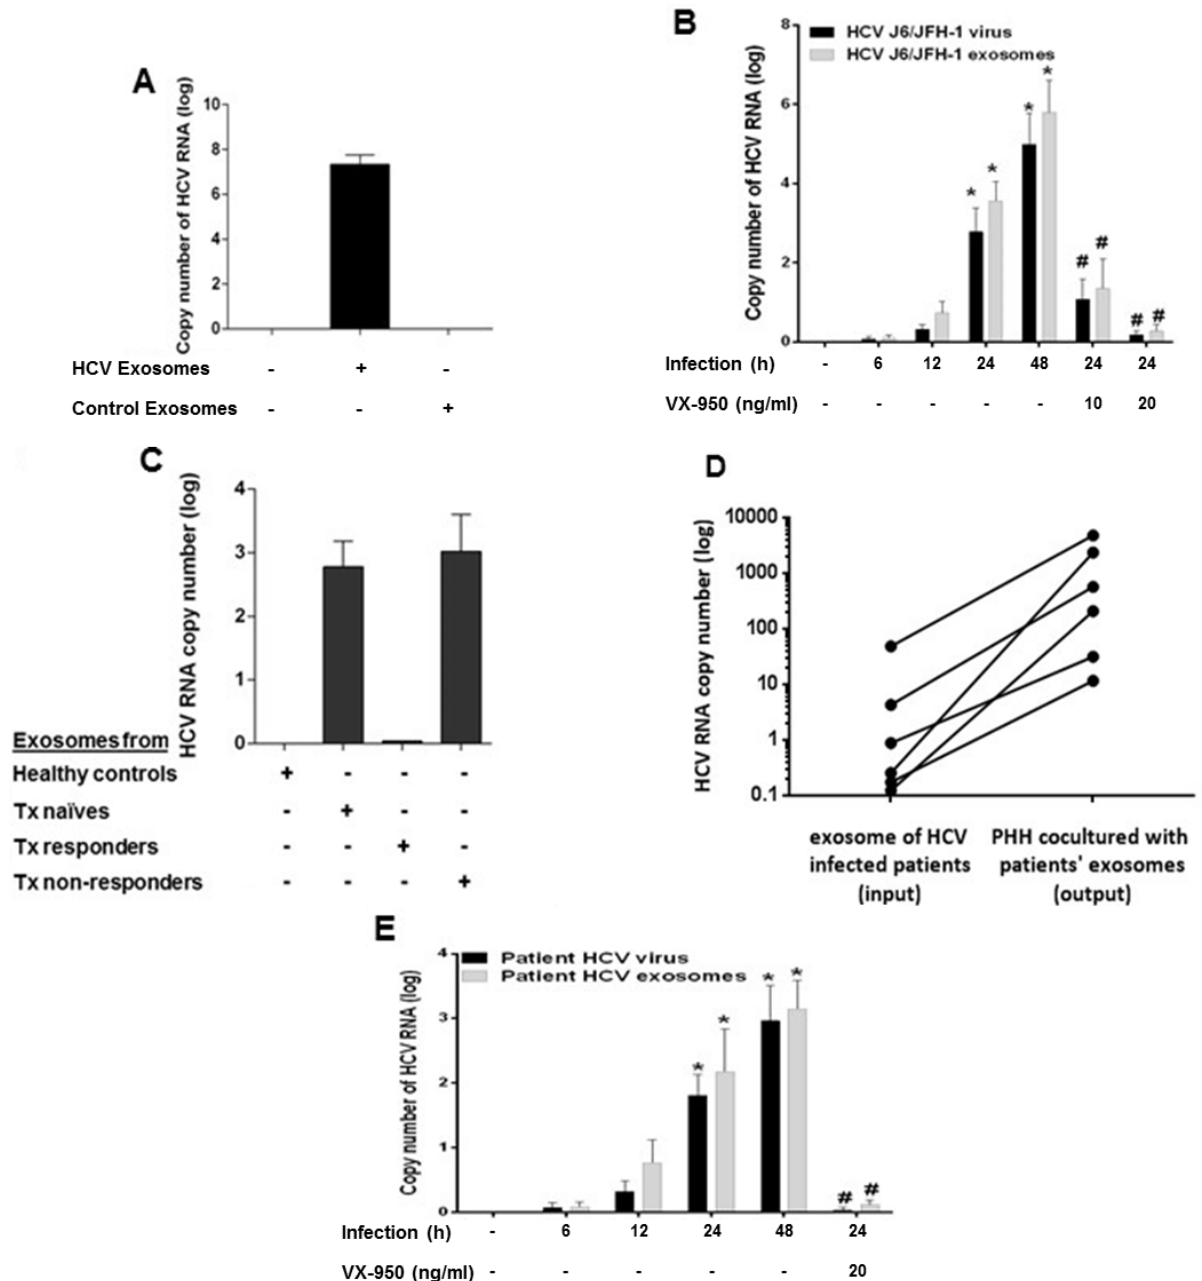 A
Copy number of HCV RNA (log)
10
8
6
4
2
0
HCV Exosomes - + -
Control Exosomes - - +
B
Copy number of HCV RNA (log)
8
6
4
2
0
HCV J6/JFH-1 virus
HCV J6/JFH-1 exosomes
* * * *
# # # #
Infection (h) - 6 12 24 48 24 24
VX-950 (ng/ml) - - - - - 10 20
C
HCV RNA copy number (log)
4
3
2
1
0
Exosomes from
Healthy controls + - - -
Tx naïves - + - -
Tx responders - - + -
Tx non-responders - - - +
D
HCV RNA copy number (log)
10000
1000
100
10
1
0.1
exosome of HCV
infected patients
(input)
PHH cocultured with
patients' exosomes
(output)
E
Copy number of HCV RNA (log)
4
3
2
1
0
Patient HCV virus
Patient HCV exosomes
* * * *
# #
Infection (h) - 6 12 24 48 24
VX-950 (ng/ml) - - - - - 20